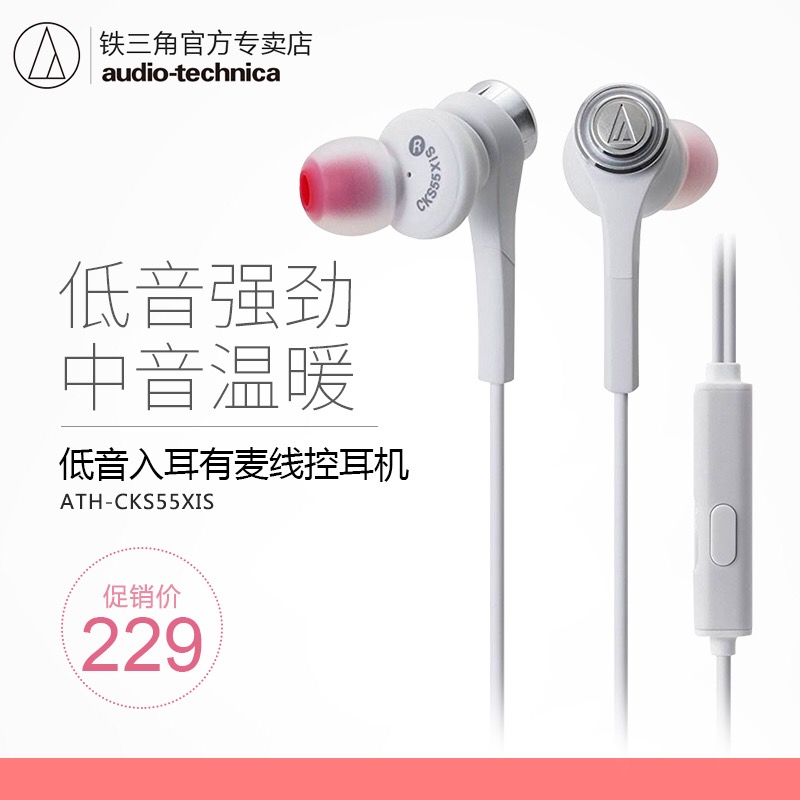 铁三角官方专卖店
audio-technica
R
CKS55XIS
低音强劲
中音温暖
低音入耳有麦线控耳机
ATH-CKS55XIS
促销价
229